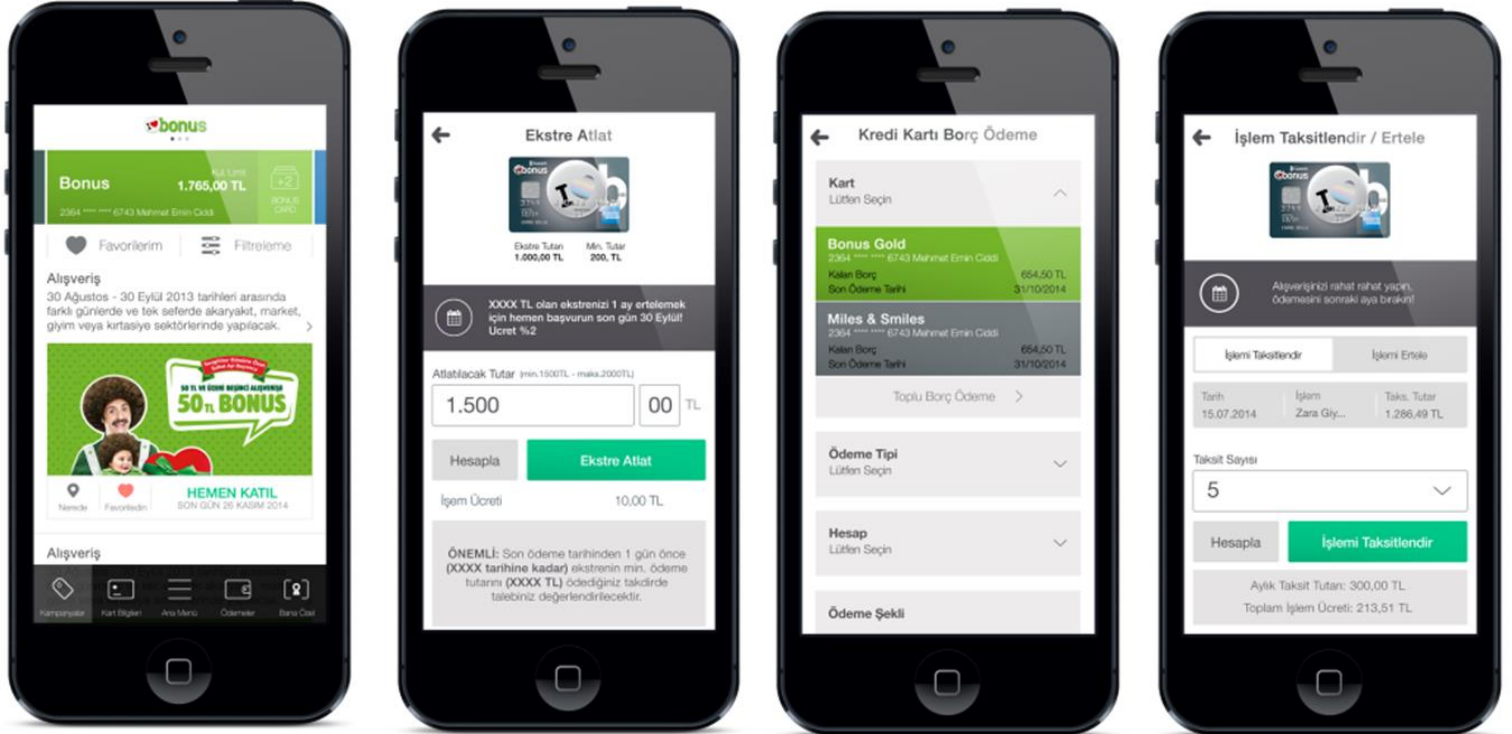 bonus
Bonus
Kul. Limit
1.765,00 TL
+2
BONUS
CARD
2364 **** **** 6743 Mehmet Emin Ciddi
Favorilerim
Filtreleme
Alışveriş
30 Ağustos - 30 Eylül 2013 tarihleri arasında
farklı günlerde ve tek seferde akaryakıt, market,
giyim veya kırtasiye sektörlerinde yapılacak.
50 TL VE ÜZERİ BEŞİNCİ ALIŞVERİŞE
50 TL BONUS
Nerede
Favoriledin
HEMEN KATIL
SON GÜN 26 KASIM 2014
Alışveriş
Kampanyalar
Kart Bilgileri
Ana Menü
Ödemeler
Bana Özel
Ekstre Atlat
bonus
Ekstre Tutarı
Min. Tutar
1.000,00 TL
200, TL
XXXX TL olan ekstrenizi 1 ay ertelemek
için hemen başvurun son gün 30 Eylül!
Ücret %2
Atlatılacak Tutar (min.1500TL - maks.2000TL)
1.500
00
TL
Hesapla
Ekstre Atlat
İşem Ücreti
10,00 TL
ÖNEMLİ: Son ödeme tarihinden 1 gün önce
(XXXX tarihine kadar) ekstrenin min. ödeme
tutarını (XXXX TL) ödediğiniz takdirde
talebiniz değerlendirilecektir.
Kredi Kartı Borç Ödeme
Kart
Lütfen Seçin
Bonus Gold
2364 **** **** 6743 Mehmet Emin Ciddi
Kalan Borç
654,50 TL
Son Ödeme Tarihi
31/10/2014
Miles & Smiles
2364 **** **** 6743 Mehmet Emin Ciddi
Kalan Borç
654,50 TL
Son Ödeme Tarihi
31/10/2014
Toplu Borç Ödeme
Ödeme Tipi
Lütfen Seçin
Hesap
Lütfen Seçin
Ödeme Şekli
İşlem Taksitlendir / Ertele
bonus
Alışverişinizi rahat rahat yapın,
ödemesini sonraki aya bırakın!
İşlemi Taksitlendir
İşlemi Ertele
Tarih
İşlem
Taks. Tutar
15.07.2014
Zara Giy...
1.286,49 TL
Taksit Sayısı
5
Hesapla
İşlemi Taksitlendir
Aylık Taksit Tutarı: 300,00 TL
Toplam İşlem Ücreti: 213,51 TL